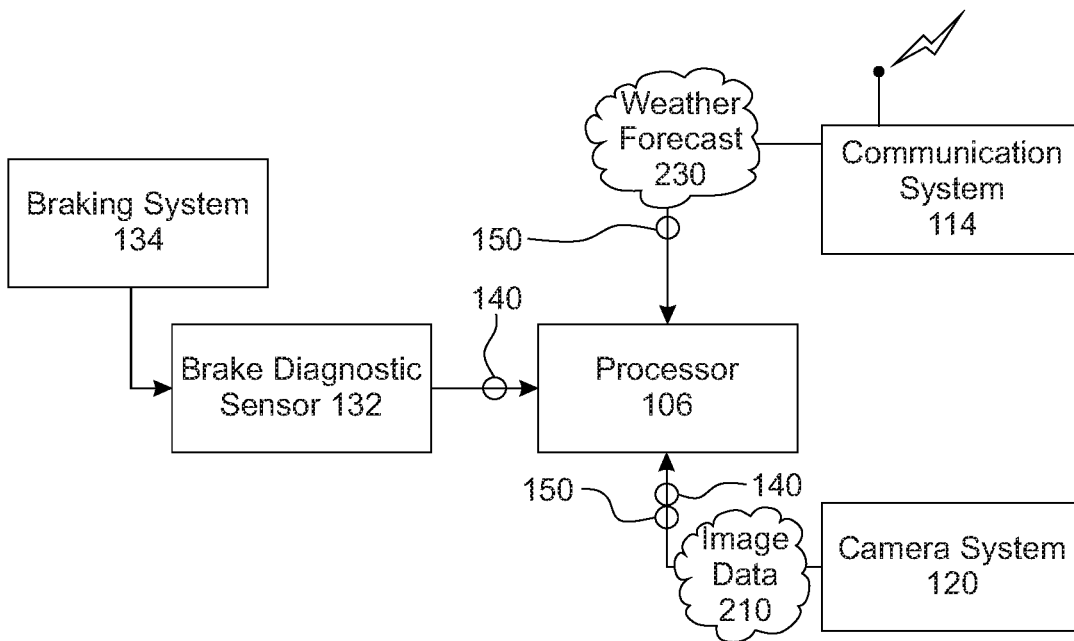 Weather
Forecast
230
Communication
System
114
Braking System
134
150
140
Brake Diagnostic
Sensor 132
Processor
106
150
140
Image
Data
210
Camera System
120